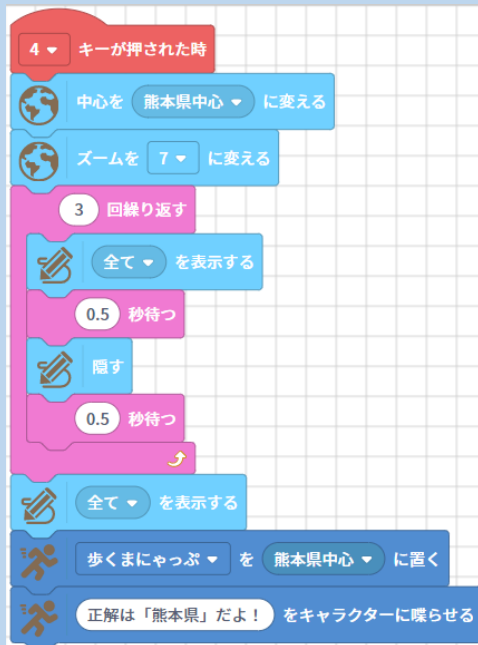 4 キーが押された時
中心を 熊本県中心 に変える
ズームを 7 に変える
3 回繰り返す
全て を表示する
0.5 秒待つ
隠す
0.5 秒待つ
全て を表示する
歩くまにゃっぷ を 熊本県中心 に置く
正解は「熊本県」だよ！ をキャラクターに喋らせる